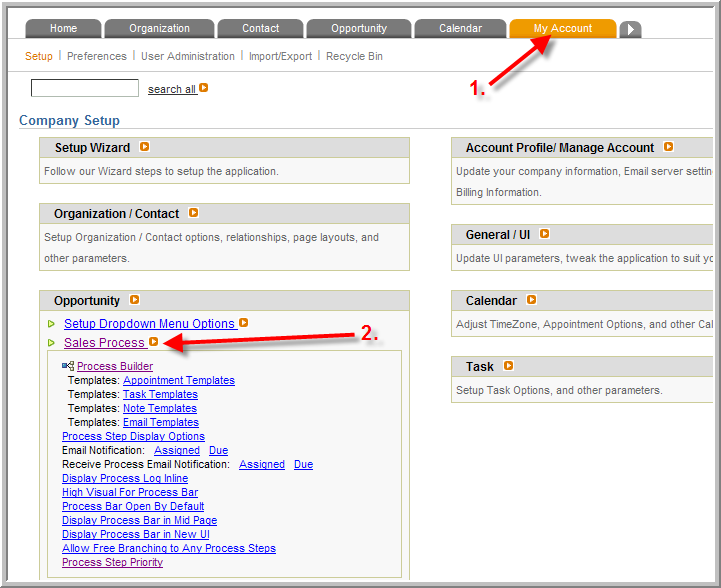 Home Organization Contact Opportunity Calendar My Account
Setup | Preferences | User Administration | Import/Export | Recycle Bin
1.
search all
Company Setup
Setup Wizard
Follow our Wizard steps to setup the application.
Organization / Contact
Setup Organization / Contact options, relationships, page layouts, and
other parameters.
Opportunity
Setup Dropdown Menu Options
Sales Process
2.
Process Builder
Templates: Appointment Templates
Templates: Task Templates
Templates: Note Templates
Templates: Email Templates
Process Step Display Options
Email Notification: Assigned Due
Receive Process Email Notification: Assigned Due
Display Process Log Inline
High Visual For Process Bar
Process Bar Open By Default
Display Process Bar in Mid Page
Display Process Bar in New UI
Allow Free Branching to Any Process Steps
Process Step Priority
Account Profile/ Manage Account
Update your company information, Email server settin
Billing Information.
General / UI
Update UI parameters, tweak the application to suit yo
Calendar
Adjust TimeZone, Appointment Options, and other Cal
Task
Setup Task Options, and other parameters.